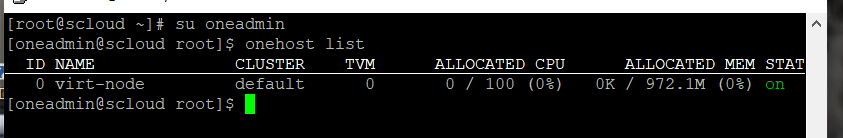 [root@scloud ~]# su oneadmin
[oneadmin@scloud root]$ onehost list
ID NAME CLUSTER TVM ALLOCATED CPU ALLOCATED MEM STAT
0 virt-node default 0 0 / 100 (0%) 0K / 972.1M (0%) on
[oneadmin@scloud root]$